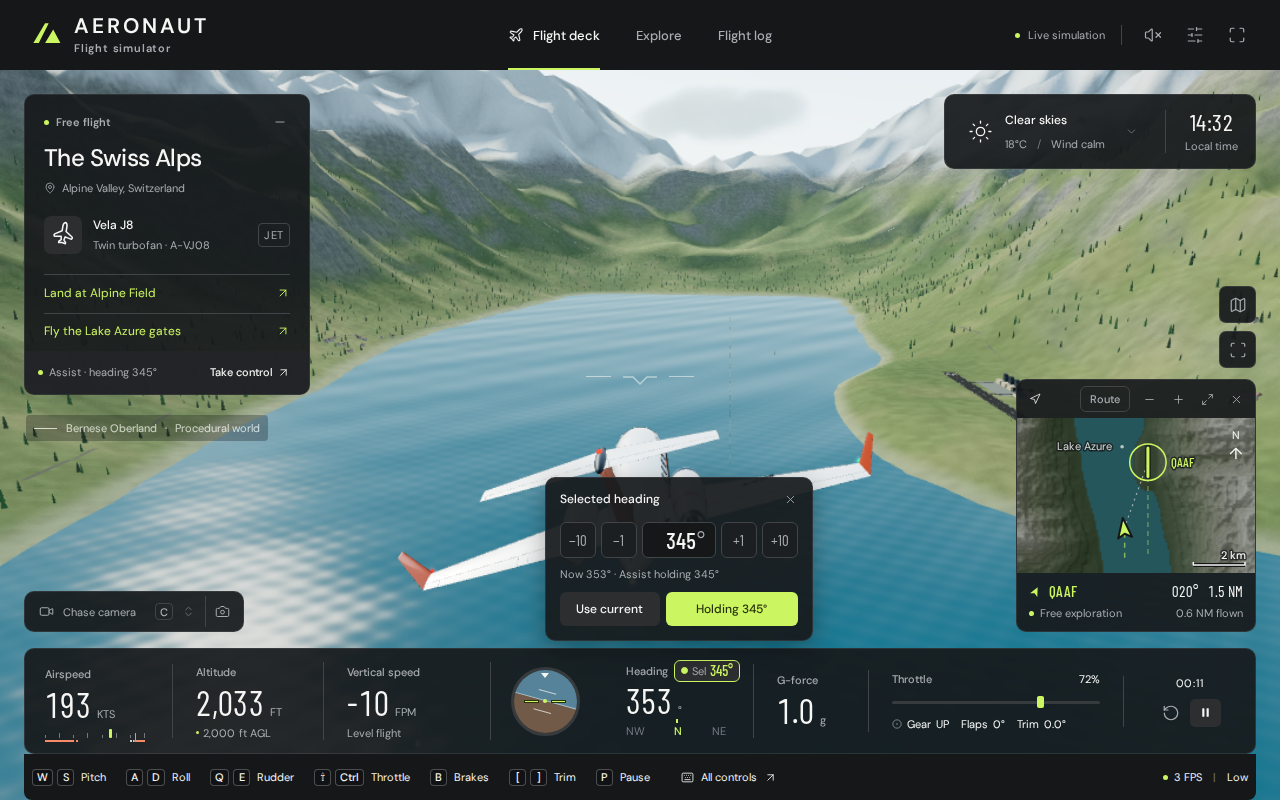 AERONAUT
Flight simulator
Flight deck
Explore
Flight log
Live simulation
Free flight
The Swiss Alps
Alpine Valley, Switzerland
Vela J8
Twin turbofan · A-VJ08
JET
Land at Alpine Field
Fly the Lake Azure gates
Assist · heading 345°
Take control
Bernese Oberland Procedural world
Clear skies
18°C / Wind calm
14:32
Local time
Route
Lake Azure
QAAF
N
2 km
QAAF 020° 1.5 NM
Free exploration 0.6 NM flown
Selected heading
−10 −1 345° +1 +10
Now 353° · Assist holding 345°
Use current
Holding 345°
Chase camera C
Airspeed
193 KTS
Altitude
2,033 FT
2,000 ft AGL
Vertical speed
-10 FPM
Level flight
Heading Sel 345°
353°
NW N NE
G-force
1.0 g
Throttle 72%
Gear UP Flaps 0° Trim 0.0°
00:11
W S Pitch A D Roll Q E Rudder ↑ Ctrl Throttle B Brakes [ ] Trim P Pause All controls
3 FPS | Low